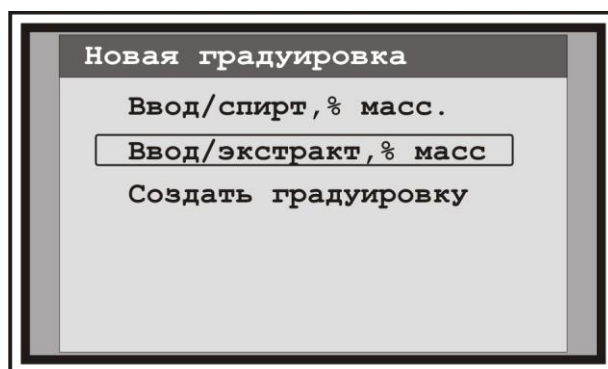 Новая градуировка
Ввод/спирт,% масс.
Ввод/экстракт,% масс
Создать градуировку